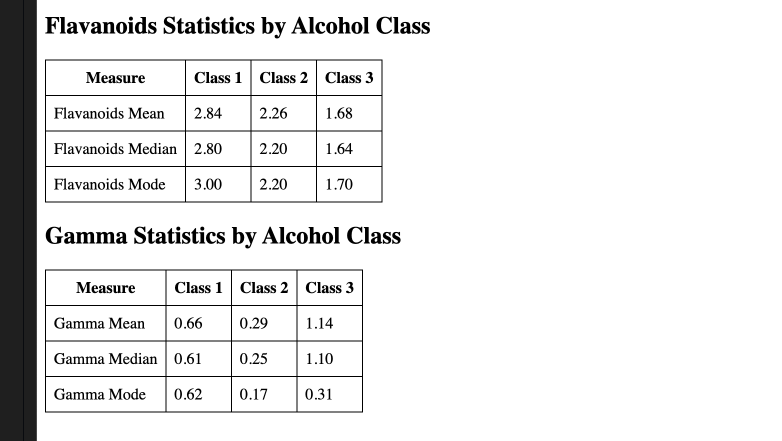 Flavanoids Statistics by Alcohol Class
Measure Class 1 Class 2 Class 3
Flavanoids Mean 2.84 2.26 1.68
Flavanoids Median 2.80 2.20 1.64
Flavanoids Mode 3.00 2.20 1.70
Gamma Statistics by Alcohol Class
Measure Class 1 Class 2 Class 3
Gamma Mean 0.66 0.29 1.14
Gamma Median 0.61 0.25 1.10
Gamma Mode 0.62 0.17 0.31